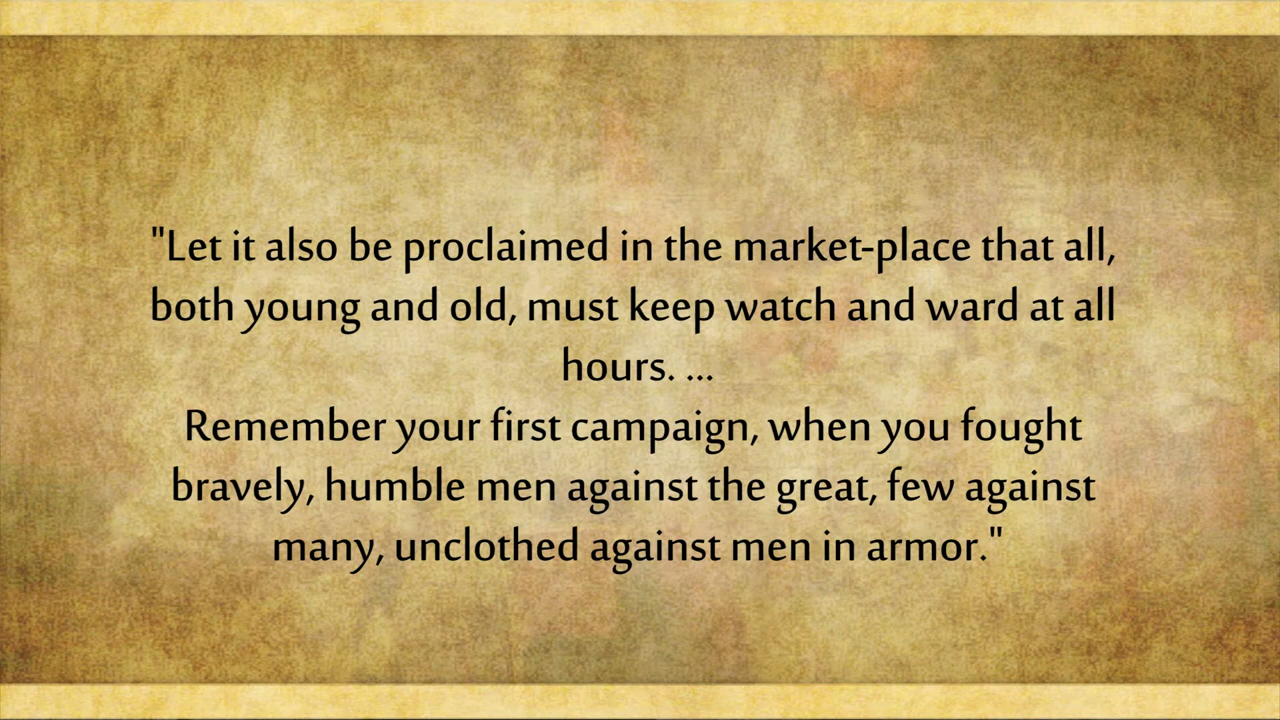 "Let it also be proclaimed in the market-place that all,
both young and old, must keep watch and ward at all
hours. ...
Remember your first campaign, when you fought
bravely, humble men against the great, few against
many, unclothed against men in armor."